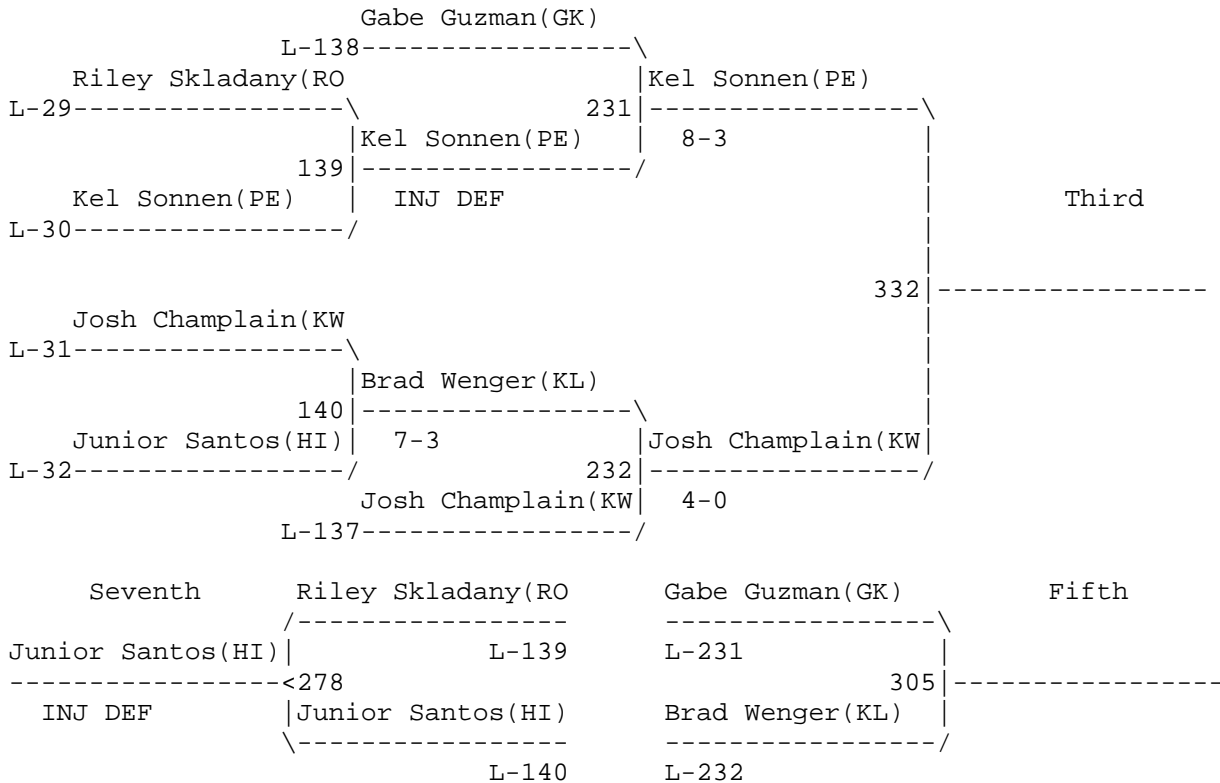 Gabe Guzman(GK)
L-138-----------------\
Riley Skladany(RO |Kel Sonnen(PE)
L-29-----------------\ 231|-----------------\
|Kel Sonnen(PE) | 8-3 |
139|-----------------/ |
Kel Sonnen(PE) | INJ DEF | Third
L-30-----------------/ |
|
332|-----------------
Josh Champlain(KW |
L-31-----------------\ |
|Brad Wenger(KL) |
140|-----------------\ |
Junior Santos(HI)| 7-3 |Josh Champlain(KW|
L-32-----------------/ 232|-----------------/
Josh Champlain(KW| 4-0
L-137-----------------/
Seventh Riley Skladany(RO Gabe Guzman(GK) Fifth
/----------------- -----------------\
Junior Santos(HI)| L-139 L-231 |
-----------------<278 305|-----------------
INJ DEF |Junior Santos(HI) Brad Wenger(KL) |
\----------------- -----------------/
L-140 L-232